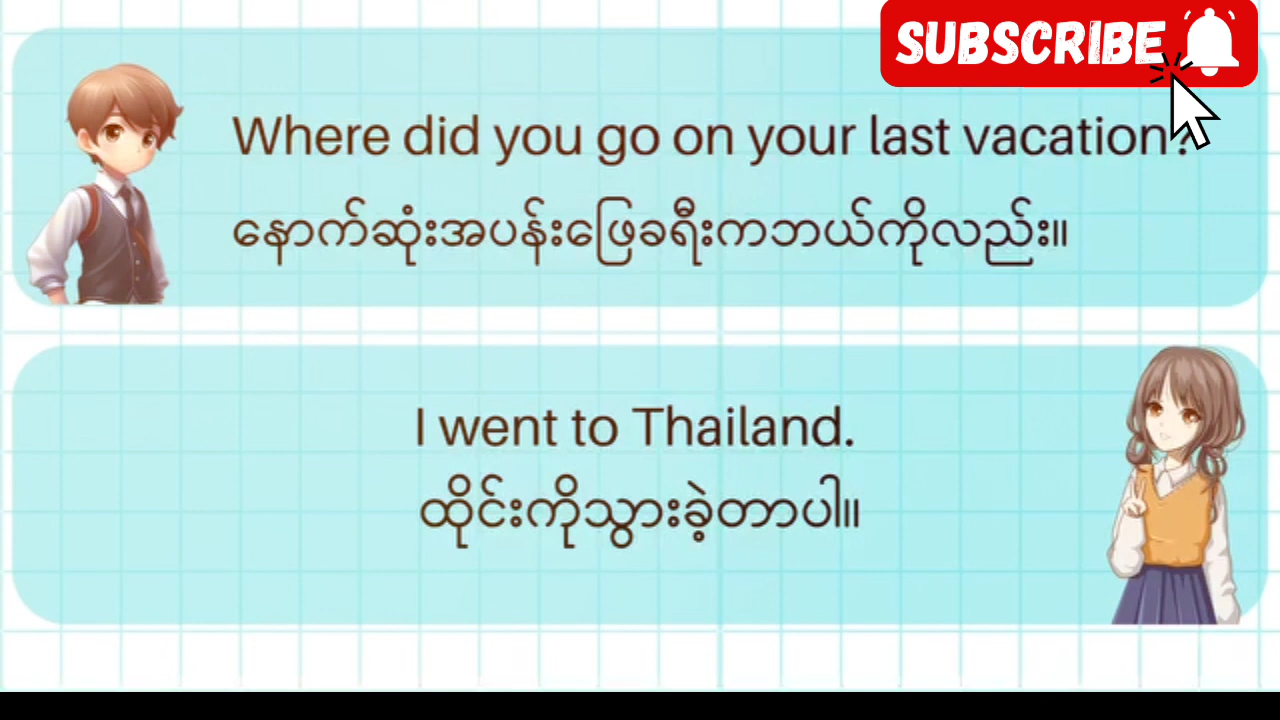 SUBSCRIBE
Where did you go on your last vacation?
နောက်ဆုံးအပန်းဖြေခရီးကဘယ်ကိုလည်း။
I went to Thailand.
ထိုင်းကိုသွားခဲ့တာပါ။